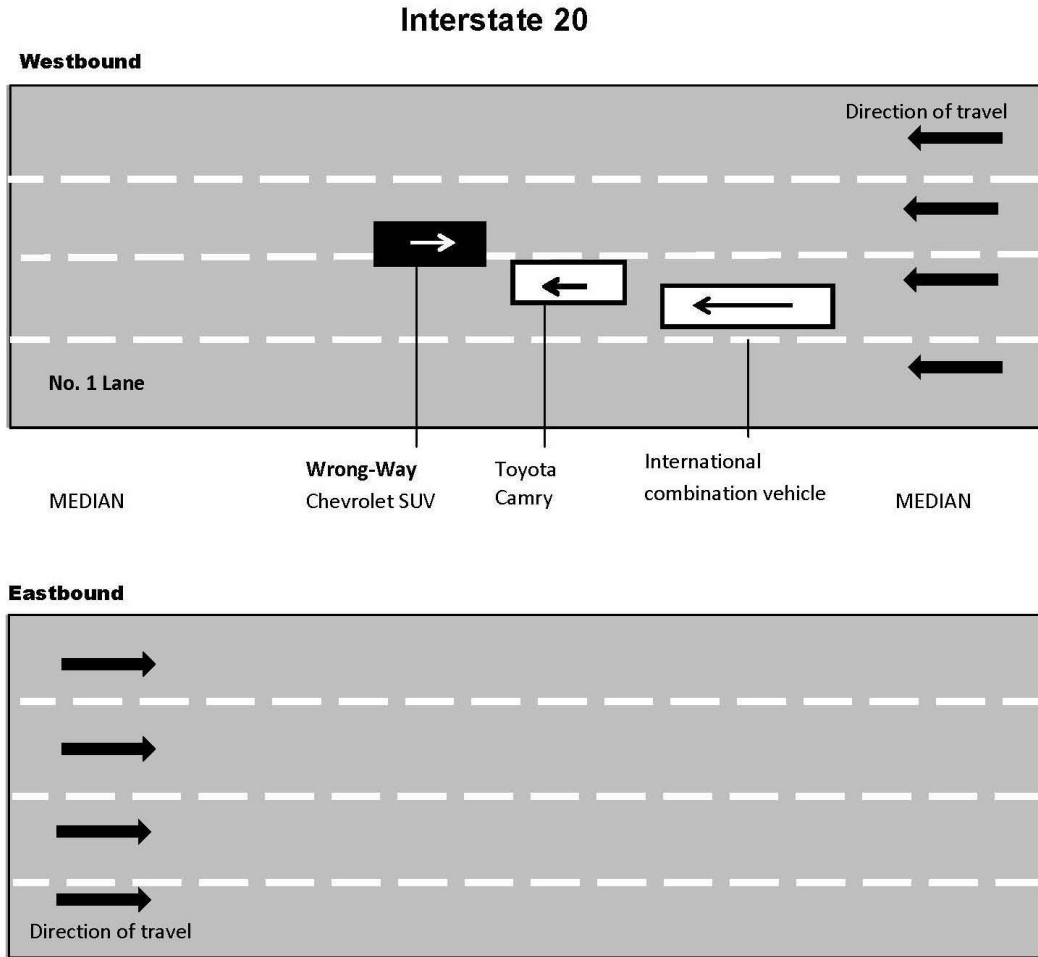 Interstate 20
Westbound
Direction of travel
No. 1 Lane
Wrong-Way
Chevrolet SUV
Toyota
Camry
International
combination vehicle
MEDIAN
MEDIAN
Eastbound
Direction of travel